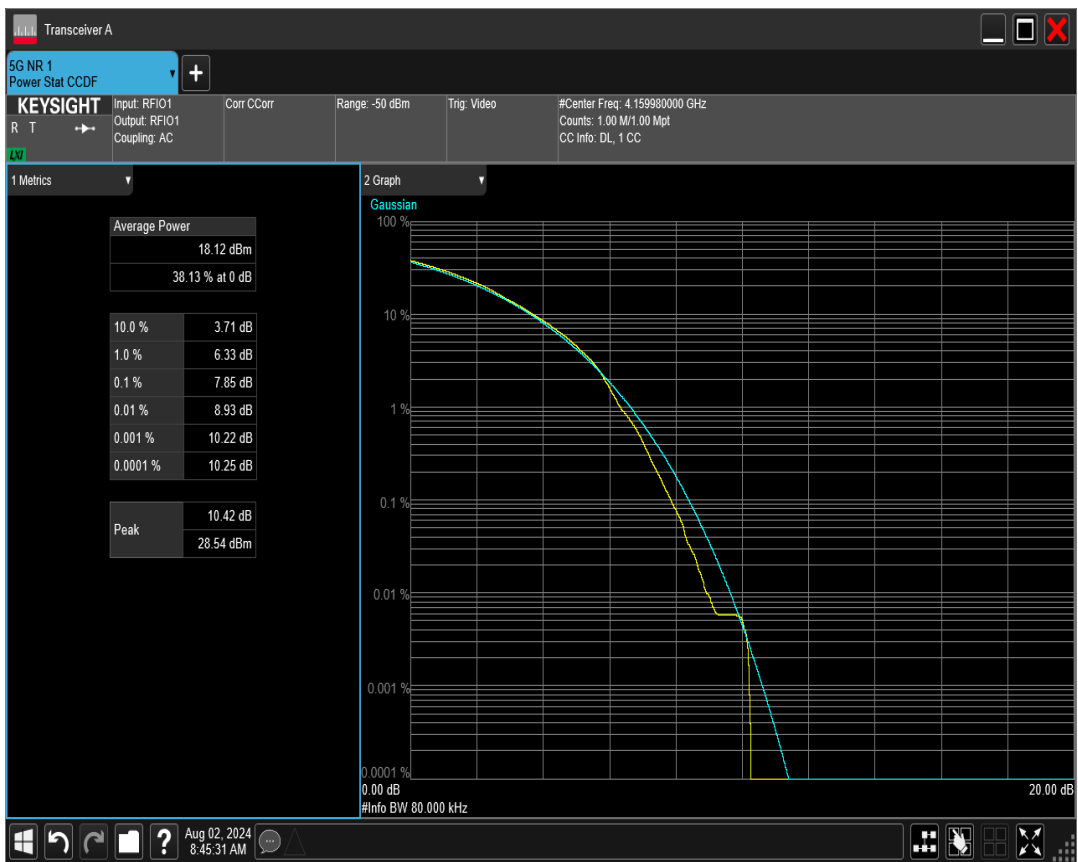 Transceiver A
5G NR 1
Power Stat CCDF
+
KEYSIGHT
R T
LXI
Input: RFIO1
Output: RFIO1
Coupling: AC
Corr CCorr
Range: -50 dBm
Trig: Video
#Center Freq: 4.159980000 GHz
Counts: 1.00 M/1.00 Mpt
CC Info: DL, 1 CC
1 Metrics
Average Power
18.12 dBm
38.13 % at 0 dB
10.0 % 3.71 dB
1.0 % 6.33 dB
0.1 % 7.85 dB
0.01 % 8.93 dB
0.001 % 10.22 dB
0.0001 % 10.25 dB
Peak 10.42 dB
28.54 dBm
2 Graph
Gaussian
100 %
10 %
1 %
0.1 %
0.01 %
0.001 %
0.0001 %
0.00 dB 20.00 dB
#Info BW 80.000 kHz
?
Aug 02, 2024
8:45:31 AM